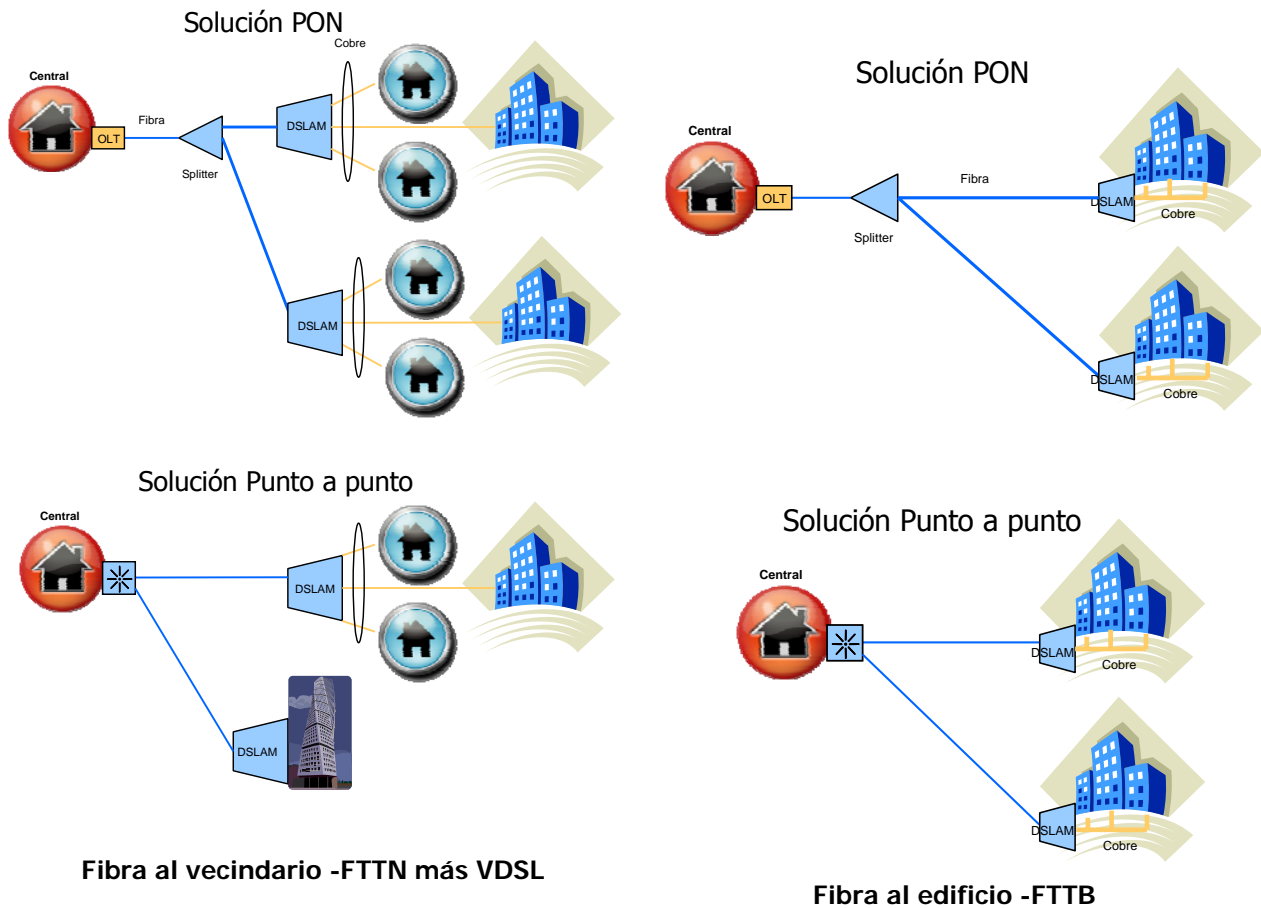 Solución PON
Cobre
Central
OLT
Fibra
Splitter
DSLAM
DSLAM
Solución Punto a punto
Central
DSLAM
DSLAM
Fibra al vecindario -FTTN más VDSL
Solución PON
Central
OLT
Splitter
Fibra
DSLAM
Cobre
DSLAM
Cobre
Solución Punto a punto
Central
DSLAM
Cobre
DSLAM
Cobre
Fibra al edificio -FTTB